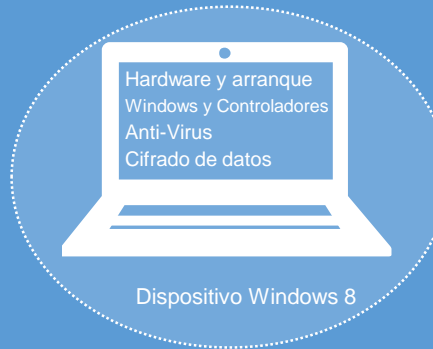 Hardware y arranque
Windows y Controladores
Anti-Virus
Cifrado de datos
Dispositivo Windows 8